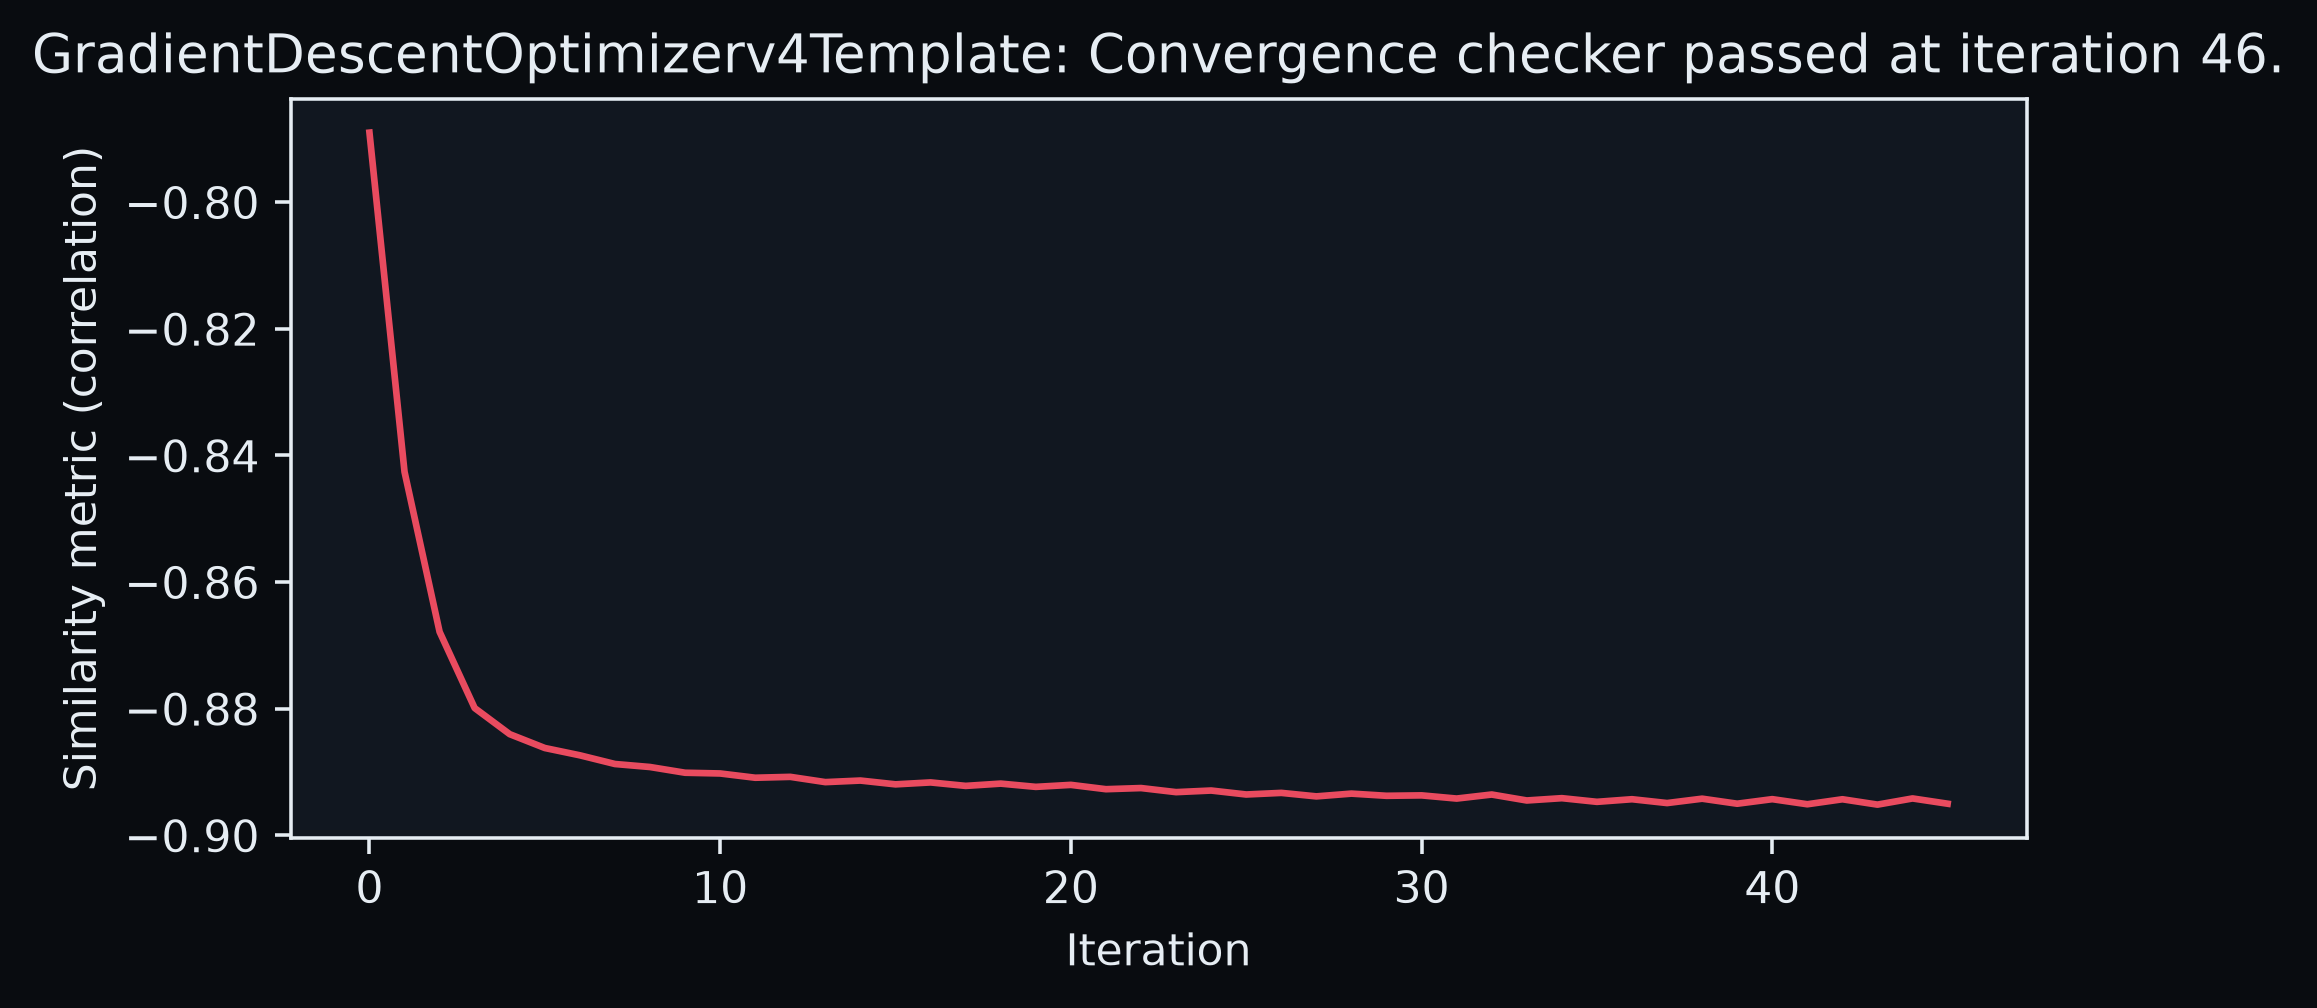 GradientDescentOptimizerv4Template: Convergence checker passed at iteration 46.
Similarity metric (correlation)
−0.80
−0.82
−0.84
−0.86
−0.88
−0.90
0 10 20 30 40
Iteration